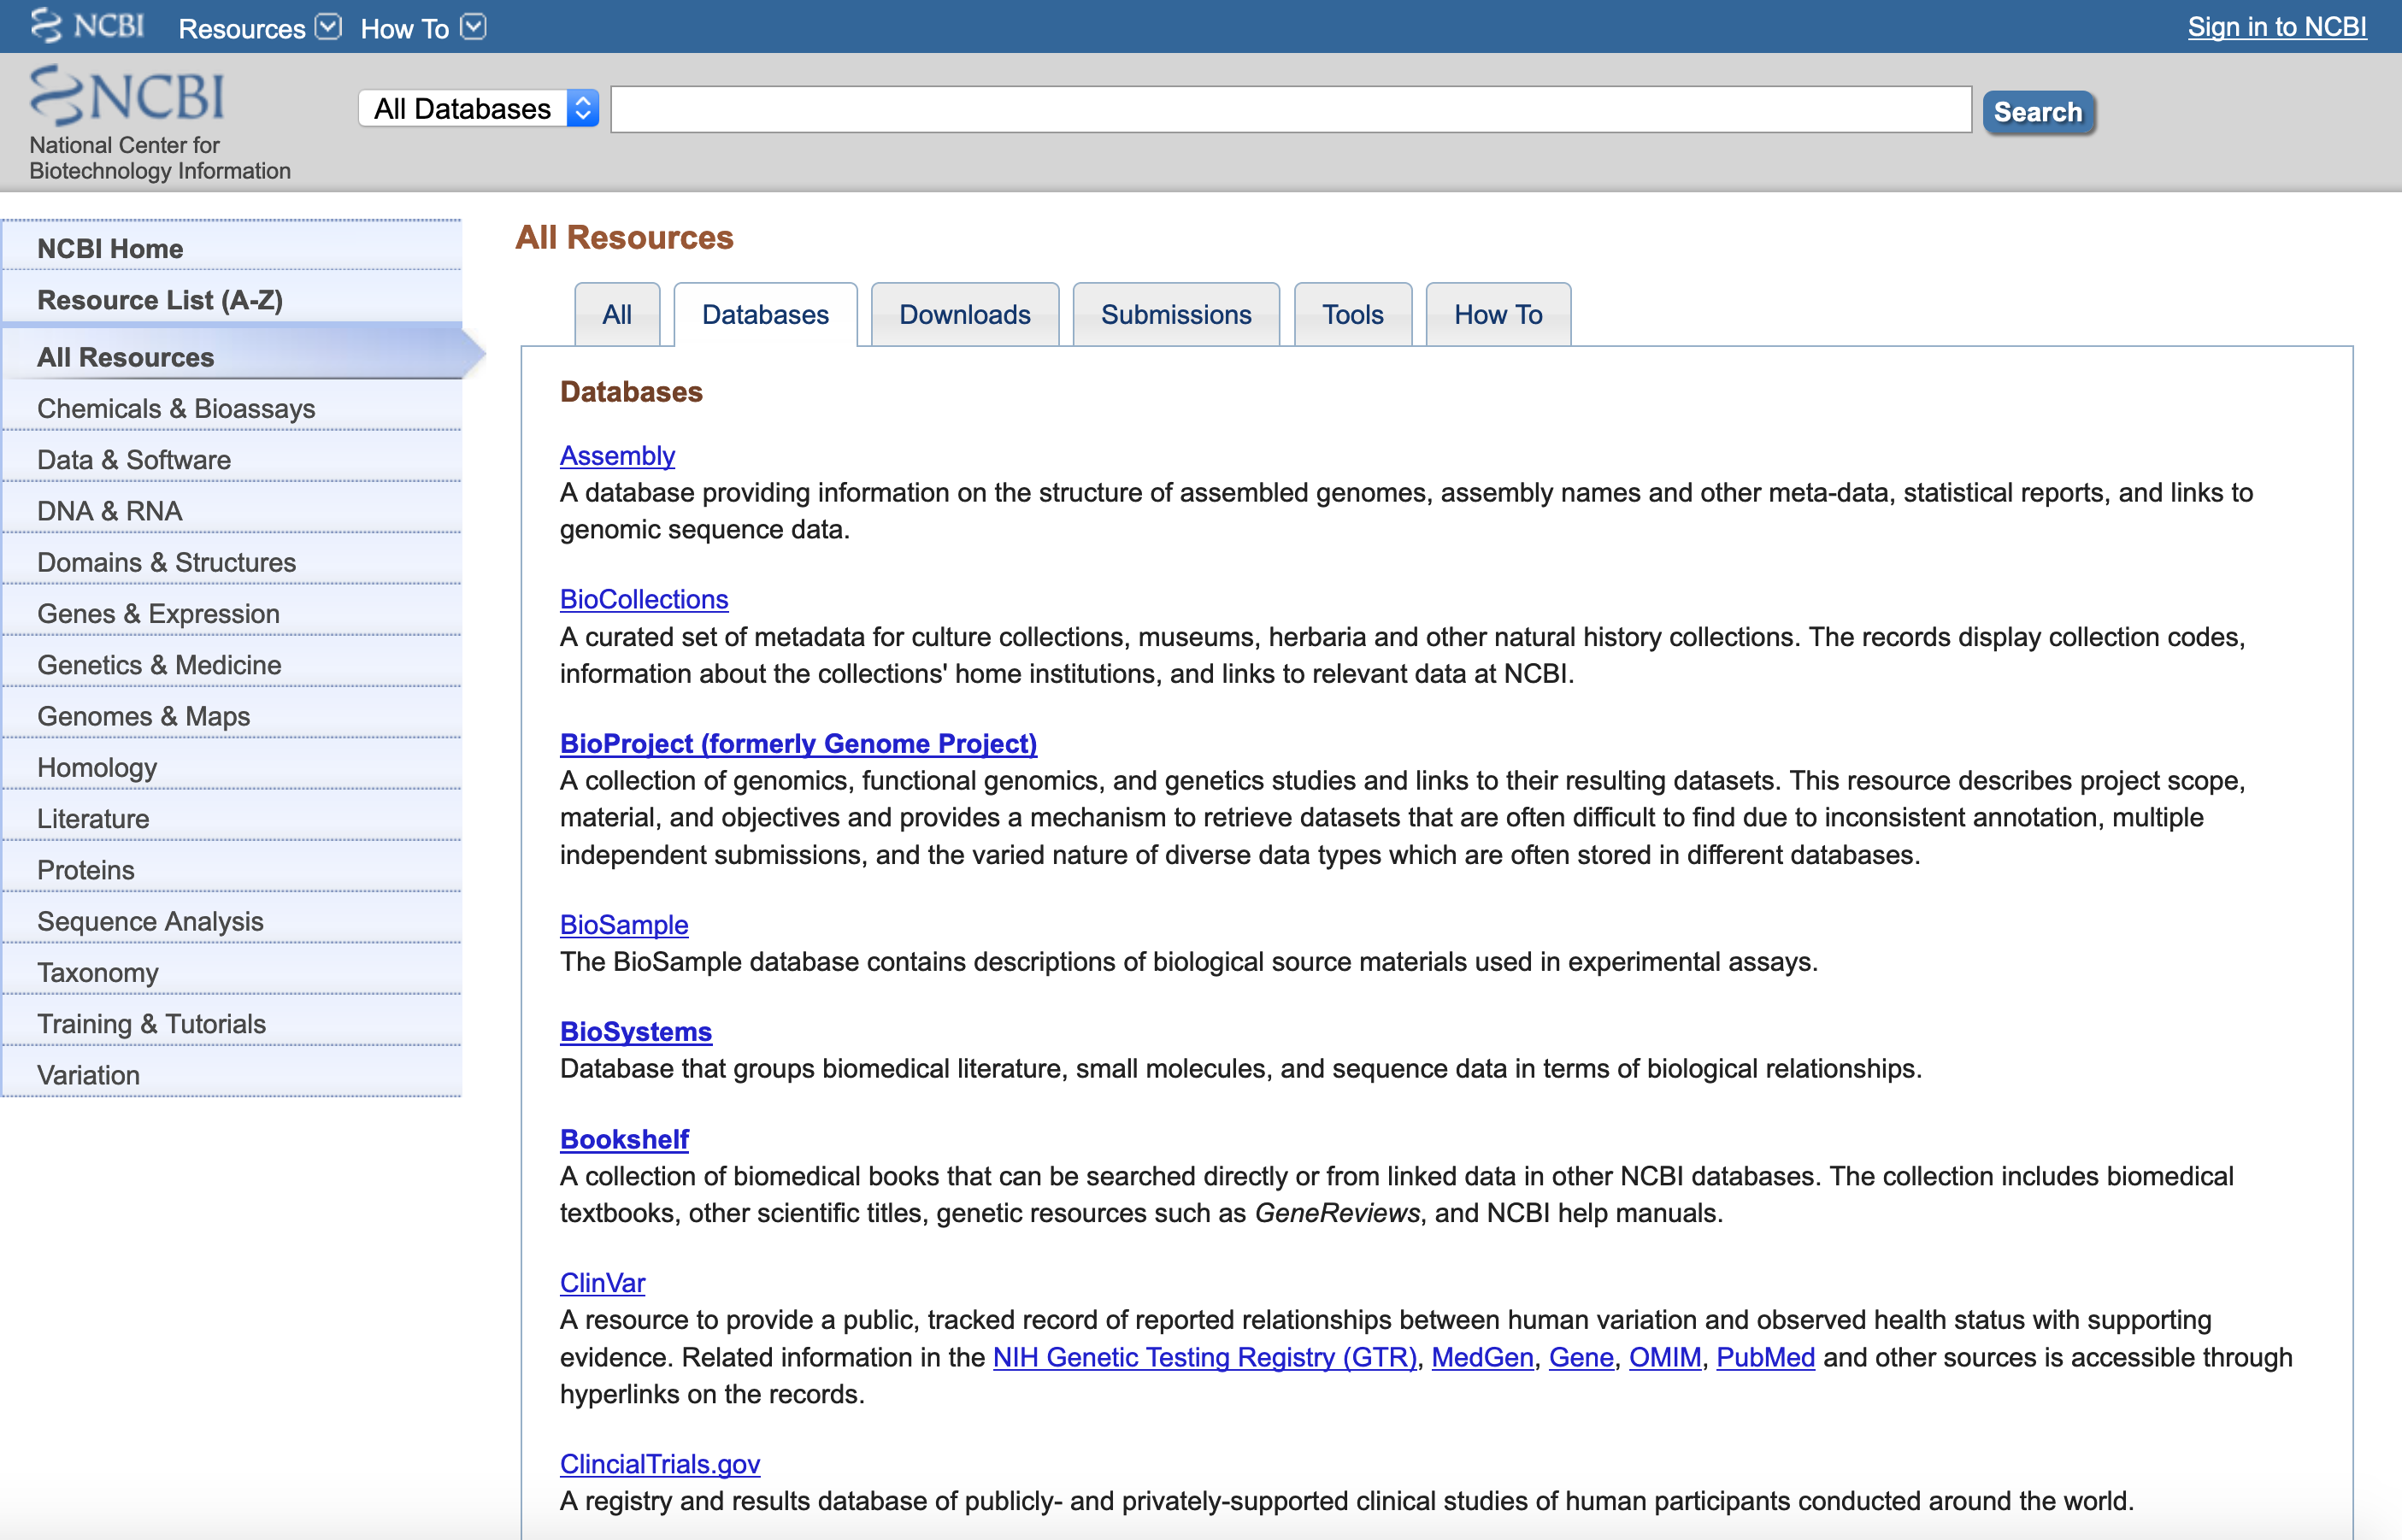 NCBI Resources How To Sign in to NCBI
NCBI
National Center for
Biotechnology Information
All Databases Search
NCBI Home
Resource List (A-Z)
All Resources
Chemicals & Bioassays
Data & Software
DNA & RNA
Domains & Structures
Genes & Expression
Genetics & Medicine
Genomes & Maps
Homology
Literature
Proteins
Sequence Analysis
Taxonomy
Training & Tutorials
Variation
All Resources
All Databases Downloads Submissions Tools How To
Databases
Assembly
A database providing information on the structure of assembled genomes, assembly names and other meta-data, statistical reports, and links to
genomic sequence data.
BioCollections
A curated set of metadata for culture collections, museums, herbaria and other natural history collections. The records display collection codes,
information about the collections' home institutions, and links to relevant data at NCBI.
BioProject (formerly Genome Project)
A collection of genomics, functional genomics, and genetics studies and links to their resulting datasets. This resource describes project scope,
material, and objectives and provides a mechanism to retrieve datasets that are often difficult to find due to inconsistent annotation, multiple
independent submissions, and the varied nature of diverse data types which are often stored in different databases.
BioSample
The BioSample database contains descriptions of biological source materials used in experimental assays.
BioSystems
Database that groups biomedical literature, small molecules, and sequence data in terms of biological relationships.
Bookshelf
A collection of biomedical books that can be searched directly or from linked data in other NCBI databases. The collection includes biomedical
textbooks, other scientific titles, genetic resources such as GeneReviews, and NCBI help manuals.
ClinVar
A resource to provide a public, tracked record of reported relationships between human variation and observed health status with supporting
evidence. Related information in the NIH Genetic Testing Registry (GTR), MedGen, Gene, OMIM, PubMed and other sources is accessible through
hyperlinks on the records.
ClincialTrials.gov
A registry and results database of publicly- and privately-supported clinical studies of human participants conducted around the world.